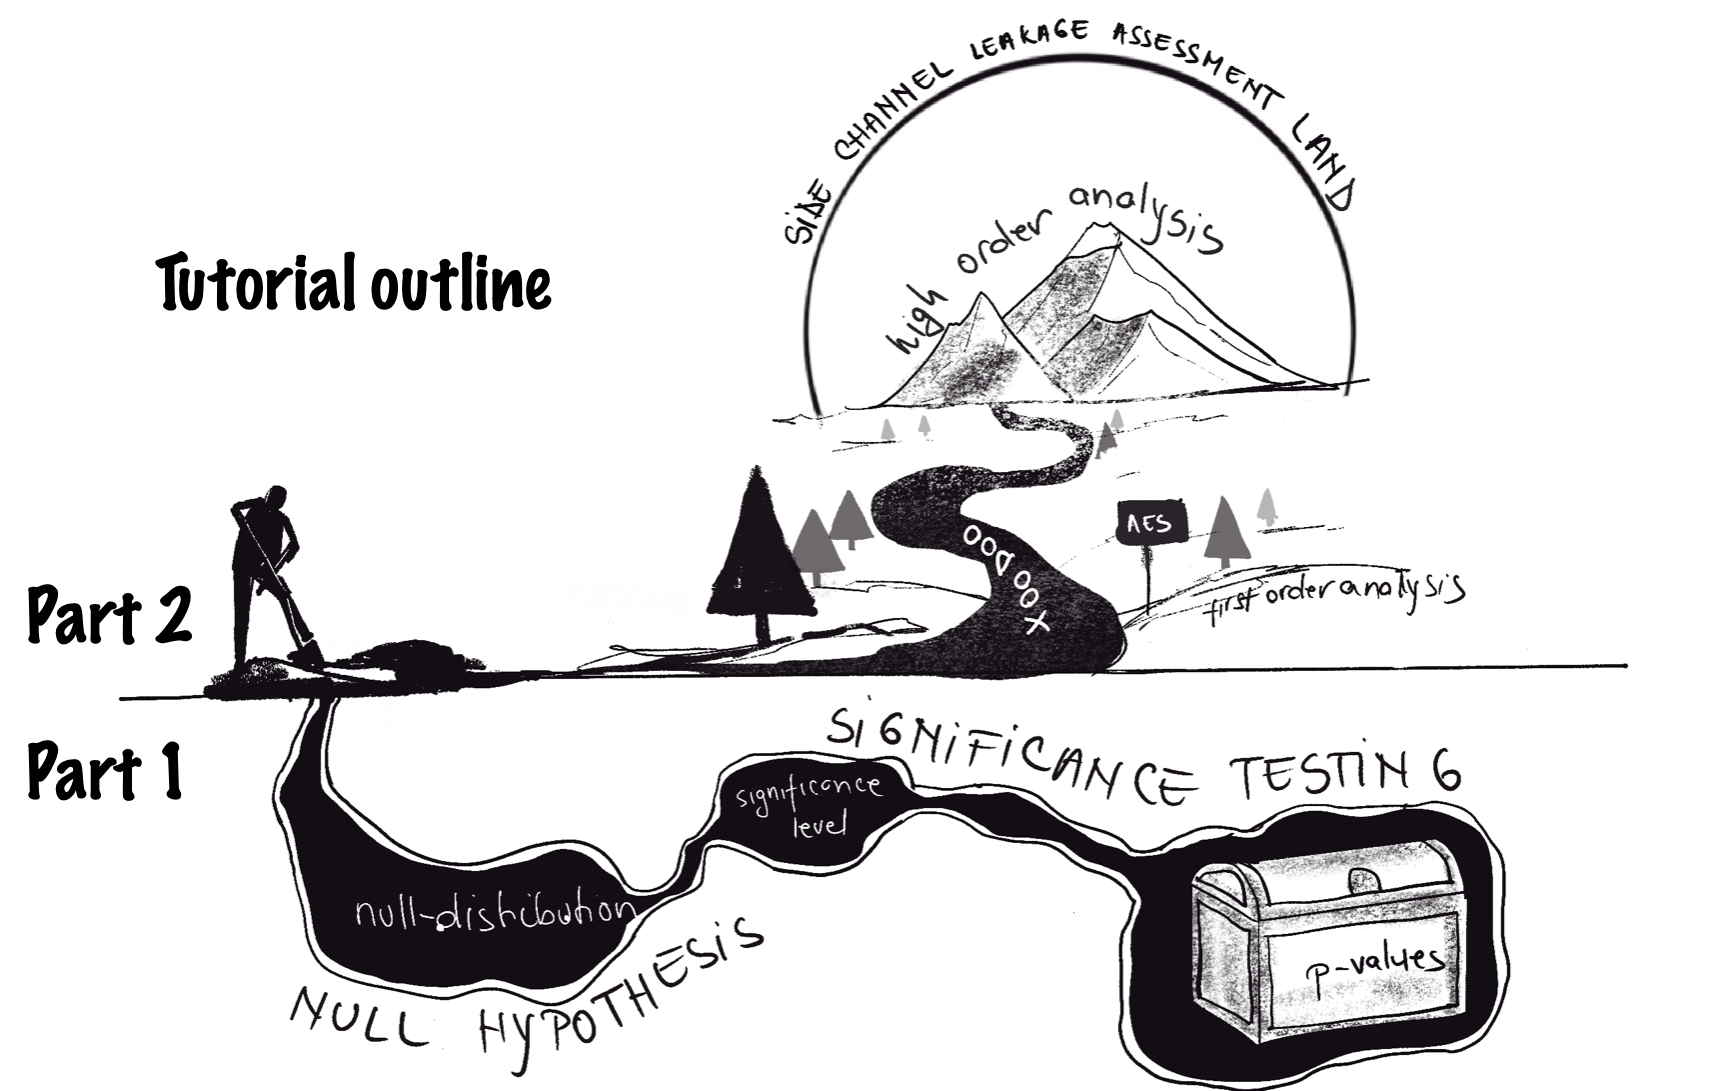 SIDE CHANNEL LEAKAGE ASSESSMENT LAND
high order analysis
Tutorial outline
AES
OODOOX
first order analysis
Part 2
Part 1
SIGNIFICANCE TESTING
significance
level
null-distribution
NULL HYPOTHESIS
p-values